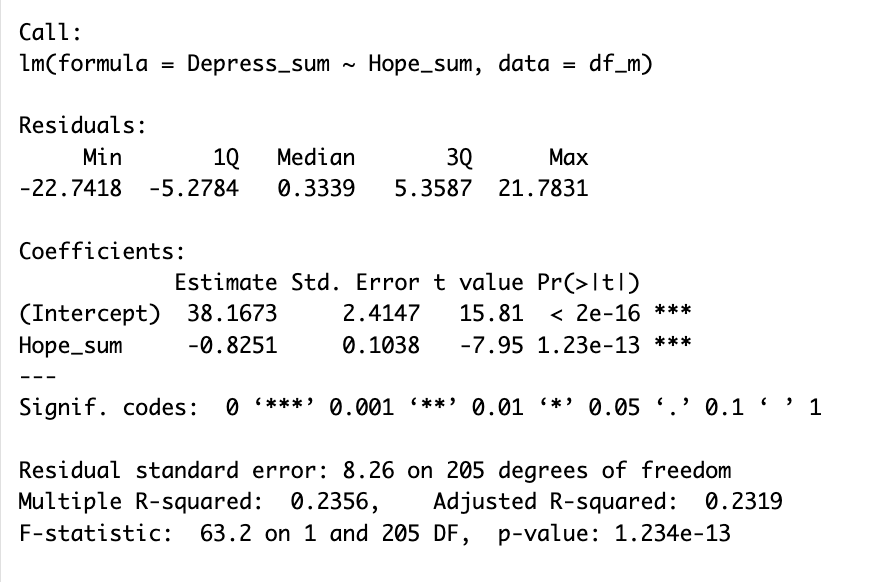 Call:
lm(formula = Depress_sum ~ Hope_sum, data = df_m)
Residuals:
Min 1Q Median 3Q Max
-22.7418 -5.2784 0.3339 5.3587 21.7831
Coefficients:
Estimate Std. Error t value Pr(>|t|)
(Intercept) 38.1673 2.4147 15.81 < 2e-16 ***
Hope_sum -0.8251 0.1038 -7.95 1.23e-13 ***
---
Signif. codes: 0 ‘***’ 0.001 ‘**’ 0.01 ‘*’ 0.05 ‘.’ 0.1 ‘ ’ 1
Residual standard error: 8.26 on 205 degrees of freedom
Multiple R-squared: 0.2356, Adjusted R-squared: 0.2319
F-statistic: 63.2 on 1 and 205 DF, p-value: 1.234e-13